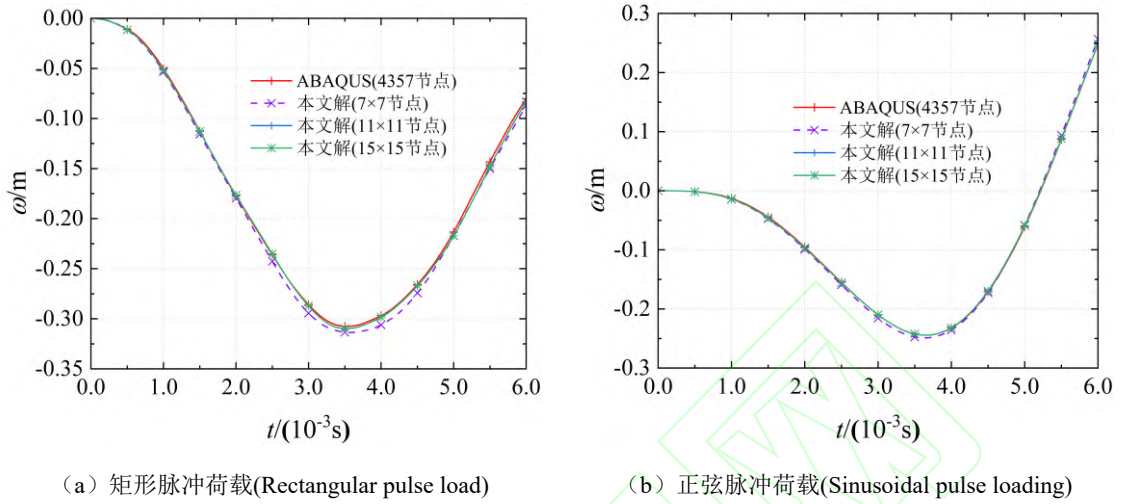 0.00
-0.05
-0.10
-0.15
-0.20
-0.25
-0.30
-0.35
ω/m
ABAQUS(4357节点)
本文解(7×7节点)
本文解(11×11节点)
本文解(15×15节点)
0.0 1.0 2.0 3.0 4.0 5.0 6.0
t/(10⁻³s)
(a)矩形脉冲荷载(Rectangular pulse load)
0.3
0.2
0.1
0.0
-0.1
-0.2
-0.3
ω/m
ABAQUS(4357节点)
本文解(7×7节点)
本文解(11×11节点)
本文解(15×15节点)
0.0 1.0 2.0 3.0 4.0 5.0 6.0
t/(10⁻³s)
(b)正弦脉冲荷载(Sinusoidal pulse loading)